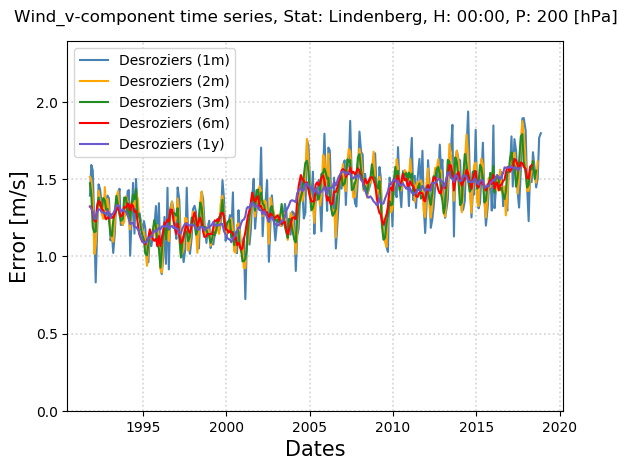 Wind_v-component time series, Stat: Lindenberg, H: 00:00, P: 200 [hPa]
Desroziers (1m)
Desroziers (2m)
Desroziers (3m)
Desroziers (6m)
Desroziers (1y)
Error [m/s]
2.0
1.5
1.0
0.5
0.0
1995 2000 2005 2010 2015 2020
Dates